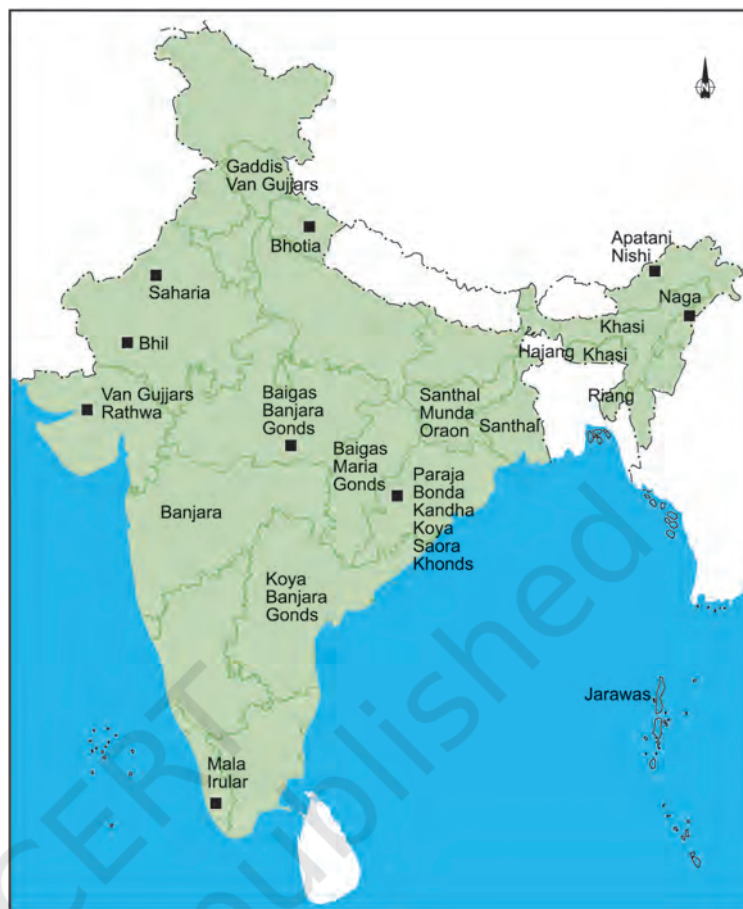 N
Gaddis
Van Gujjars
Bhotia
Apatani
Nishi
Saharia
Naga
Khasi
Bhil
Hajang
Khasi
Van Gujjars
Rathwa
Baigas
Banjara
Gonds
Santhal
Munda
Oraon
Santhal
Riang
Baigas
Maria
Gonds
Paraja
Bonda
Kandha
Koya
Saora
Khonds
Banjara
Koya
Banjara
Gonds
Jarawas
Mala
Irular
CERT
published